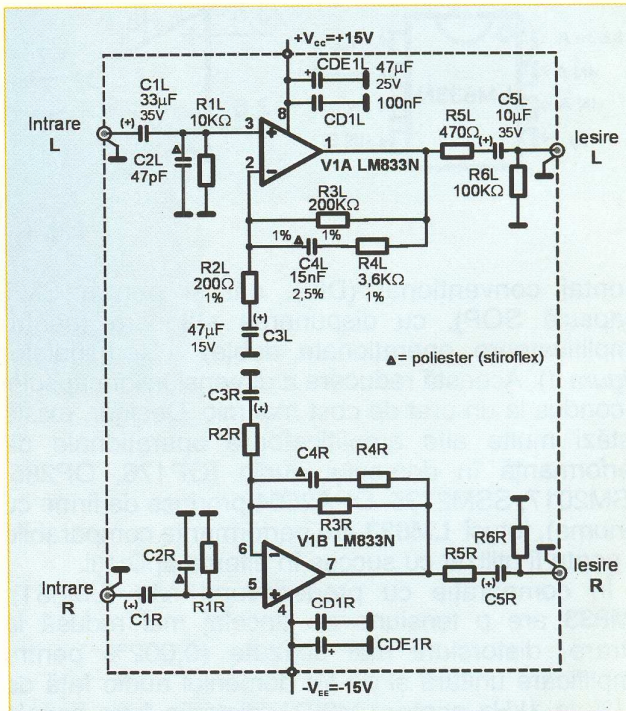 +Vcc=+15V
C1L
33µF
35V
R1L
10KΩ
Intrare
L
C2L
47pF
CDE1L
47µF
25V
CD1L
100nF
8
3
2
1
V1A LM833N
R5L
470Ω
C5L
10µF
35V
(+)
(+)
Iesire
L
R6L
100KΩ
R3L
200KΩ
1%
1%
C4L
15nF
2,5%
R4L
3,6KΩ
1%
R2L
200Ω
1%
47µF
15V
(+)
C3L
Δ= poliester (stiroflex)
C3R
(+)
R2R
C4R
R4R
R3R
V1B LM833N
6
5
7
4
C2R
R1R
Intrare
R
(+)
C1R
R6R
R5R
(+)
C5R
Iesire
R
CD1R
CDE1R
-VEE=-15V